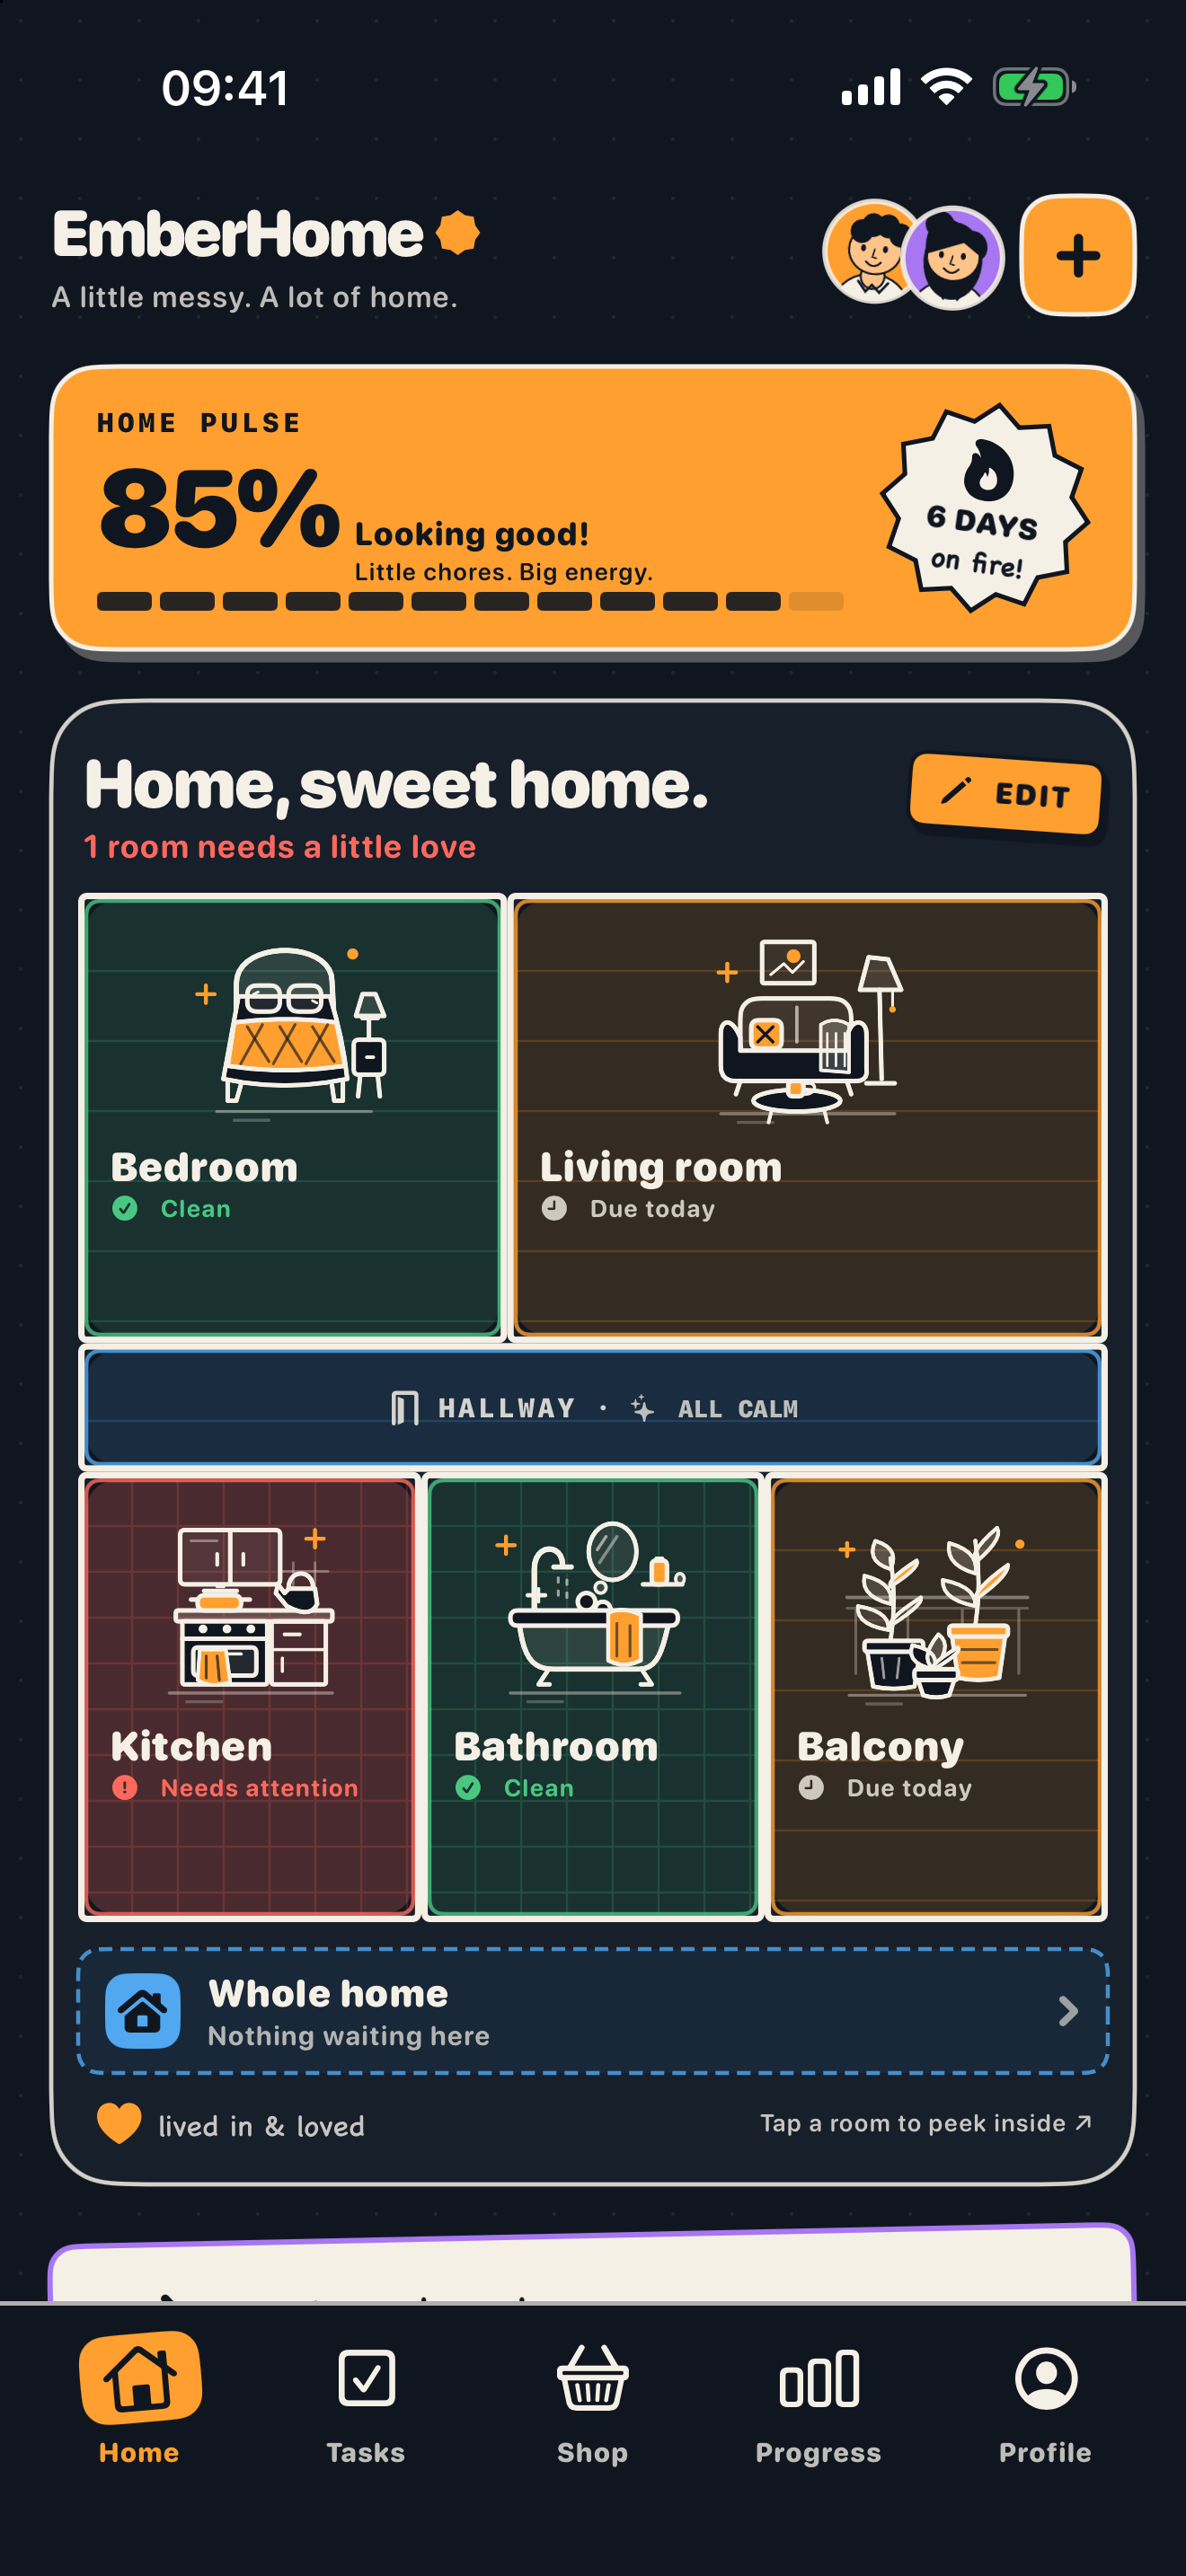 09:41
EmberHome
A little messy. A lot of home.
HOME PULSE
85% Looking good!
Little chores. Big energy.
6 DAYS
on fire!
Home, sweet home.
EDIT
1 room needs a little love
Bedroom
Clean
Living room
Due today
HALLWAY · ALL CALM
Kitchen
Needs attention
Bathroom
Clean
Balcony
Due today
Whole home
Nothing waiting here
lived in & loved
Tap a room to peek inside ↗
Home
Tasks
Shop
Progress
Profile